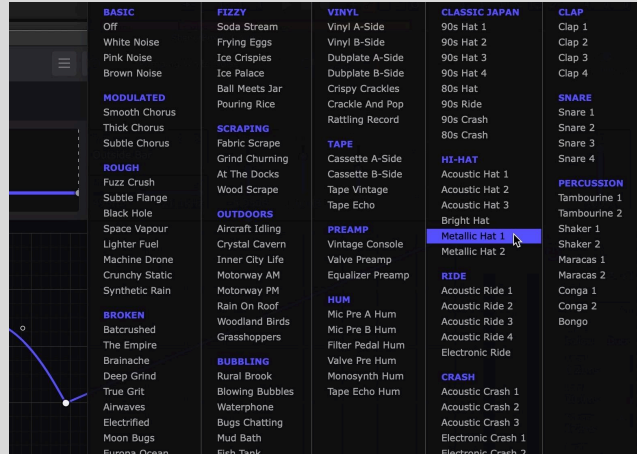 BASIC
Off
White Noise
Pink Noise
Brown Noise
MODULATED
Smooth Chorus
Thick Chorus
Subtle Chorus
ROUGH
Fuzz Crush
Subtle Flange
Black Hole
Space Vapour
Lighter Fuel
Machine Drone
Crunchy Static
Synthetic Rain
BROKEN
Batcrushed
The Empire
Brainache
Deep Grind
True Grit
Airwaves
Electrified
Moon Bugs
Europa Ocean
FIZZY
Soda Stream
Frying Eggs
Ice Crispies
Ice Palace
Ball Meets Jar
Pouring Rice
SCRAPING
Fabric Scrape
Grind Churning
At The Docks
Wood Scrape
OUTDOORS
Aircraft Idling
Crystal Cavern
Inner City Life
Motorway AM
Motorway PM
Rain On Roof
Woodland Birds
Grasshoppers
BUBBLING
Rural Brook
Blowing Bubbles
Waterphone
Bugs Chatting
Mud Bath
Fish Tank
VINYL
Vinyl A-Side
Vinyl B-Side
Dubplate A-Side
Dubplate B-Side
Crispy Crackles
Crackle And Pop
Rattling Record
TAPE
Cassette A-Side
Cassette B-Side
Tape Vintage
Tape Echo
PREAMP
Vintage Console
Valve Preamp
Equalizer Preamp
HUM
Mic Pre A Hum
Mic Pre B Hum
Filter Pedal Hum
Valve Pre Hum
Monosynth Hum
Tape Echo Hum
CLASSIC JAPAN
90s Hat 1
90s Hat 2
90s Hat 3
90s Hat 4
80s Hat
90s Ride
90s Crash
80s Crash
HI-HAT
Acoustic Hat 1
Acoustic Hat 2
Acoustic Hat 3
Bright Hat
Metallic Hat 1
Metallic Hat 2
RIDE
Acoustic Ride 1
Acoustic Ride 2
Acoustic Ride 3
Acoustic Ride 4
Electronic Ride
CRASH
Acoustic Crash 1
Acoustic Crash 2
Acoustic Crash 3
Electronic Crash 1
Electronic Crash 2
CLAP
Clap 1
Clap 2
Clap 3
Clap 4
SNARE
Snare 1
Snare 2
Snare 3
Snare 4
PERCUSSION
Tambourine 1
Tambourine 2
Shaker 1
Shaker 2
Maracas 1
Maracas 2
Conga 1
Conga 2
Bongo